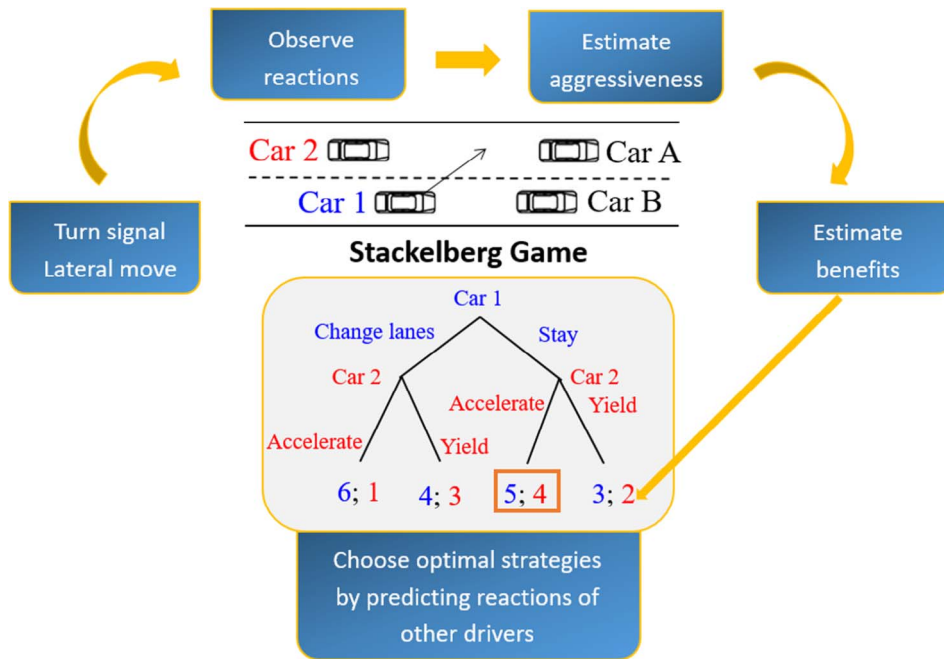 Observe
reactions
Estimate
aggressiveness
Turn signal
Lateral move
Car 2
Car A
Car 1
Car B
Estimate
benefits
Stackelberg Game
Car 1
Change lanes
Stay
Car 2
Car 2
Accelerate
Yield
Accelerate
Yield
6; 1
4; 3
5; 4
3; 2
Choose optimal strategies
by predicting reactions of
other drivers